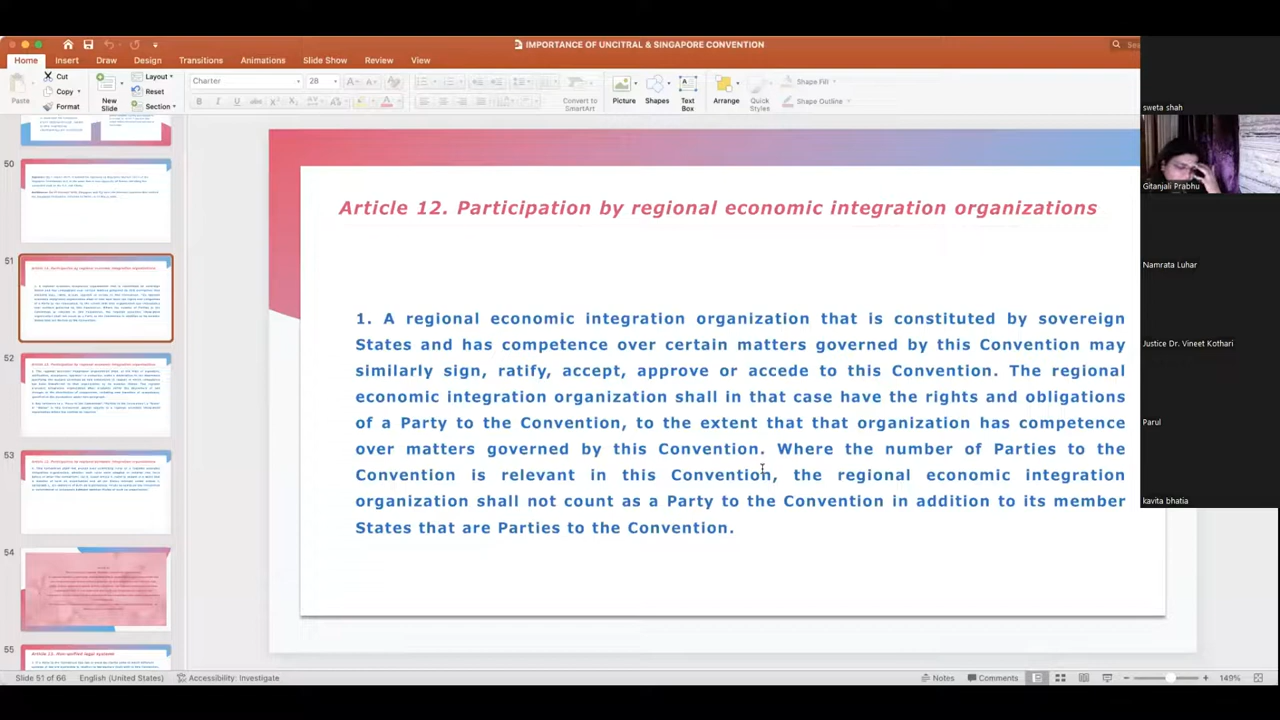 IMPORTANCE OF UNCITRAL & SINGAPORE CONVENTION
Home Insert Draw Design Transitions Animations Slide Show Review View
Paste
Cut
Copy
Format
New Slide
Layout
Reset
Section
Charter 28
Convert to SmartArt
Picture
Shapes
Text Box
Arrange
Quick Styles
Shape Fill
Shape Outline
50
51
52
53
54
55
Article 12. Participation by regional economic integration organizations
1. A regional economic integration organization that is constituted by sovereign
States and has competence over certain matters governed by this Convention may
similarly sign, ratify, accept, approve or accede to this Convention. The regional
economic integration organization shall in that case have the rights and obligations
of a Party to the Convention, to the extent that that organization has competence
over matters governed by this Convention. Where the number of Parties to the
Convention is relevant in this Convention, the regional economic integration
organization shall not count as a Party to the Convention in addition to its member
States that are Parties to the Convention.
sweta shah
Gitanjali Prabhu
Namrata Luhar
Justice Dr. Vineet Kothari
Parul
kavita bhatia
Slide 51 of 66 English (United States) Accessibility: Investigate
Notes Comments 149%